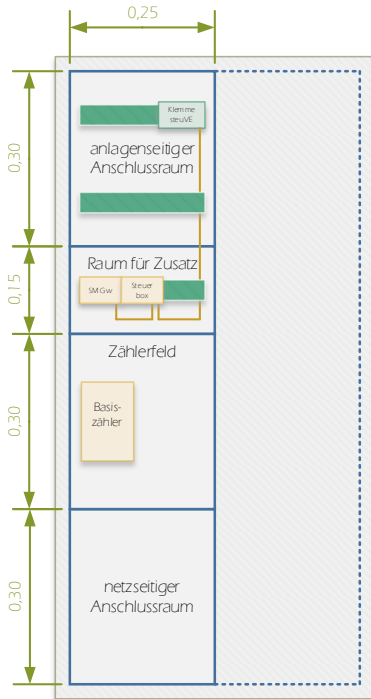 0,25
0,30
Klemme
steuVE
anlagenseitiger
Anschlussraum
0,15
Raum für Zusatz
SMGw
Steuer
box
0,30
Zählerfeld
Basis-
zähler
0,30
netzseitiger
Anschlussraum